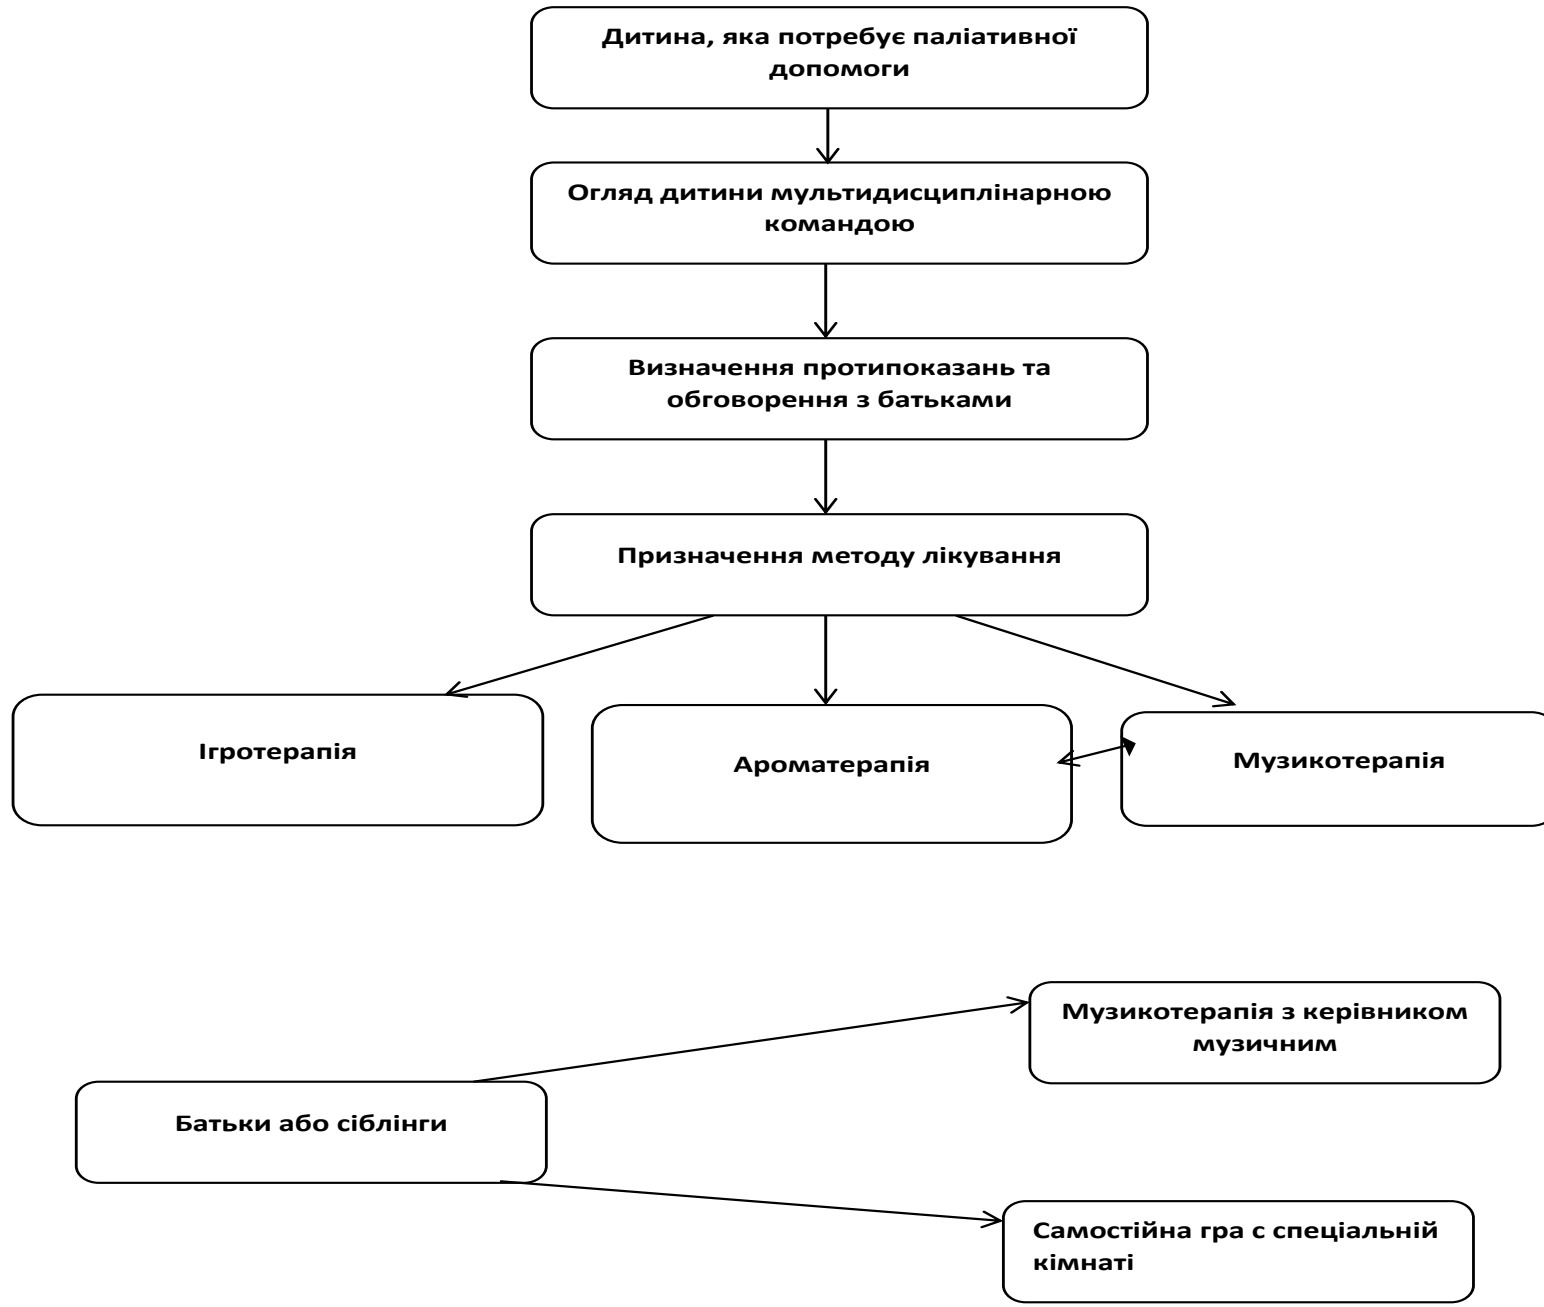 Дитина, яка потребує паліативної
допомоги
Огляд дитини мультидисциплінарною
командою
Визначення протипоказань та
обговорення з батьками
Призначення методу лікування
Ігротерапія
Ароматерапія
Музикотерапія
Музикотерапія з керівником
музичним
Батьки або сіблінги
Самостійна гра с спеціальній
кімнаті